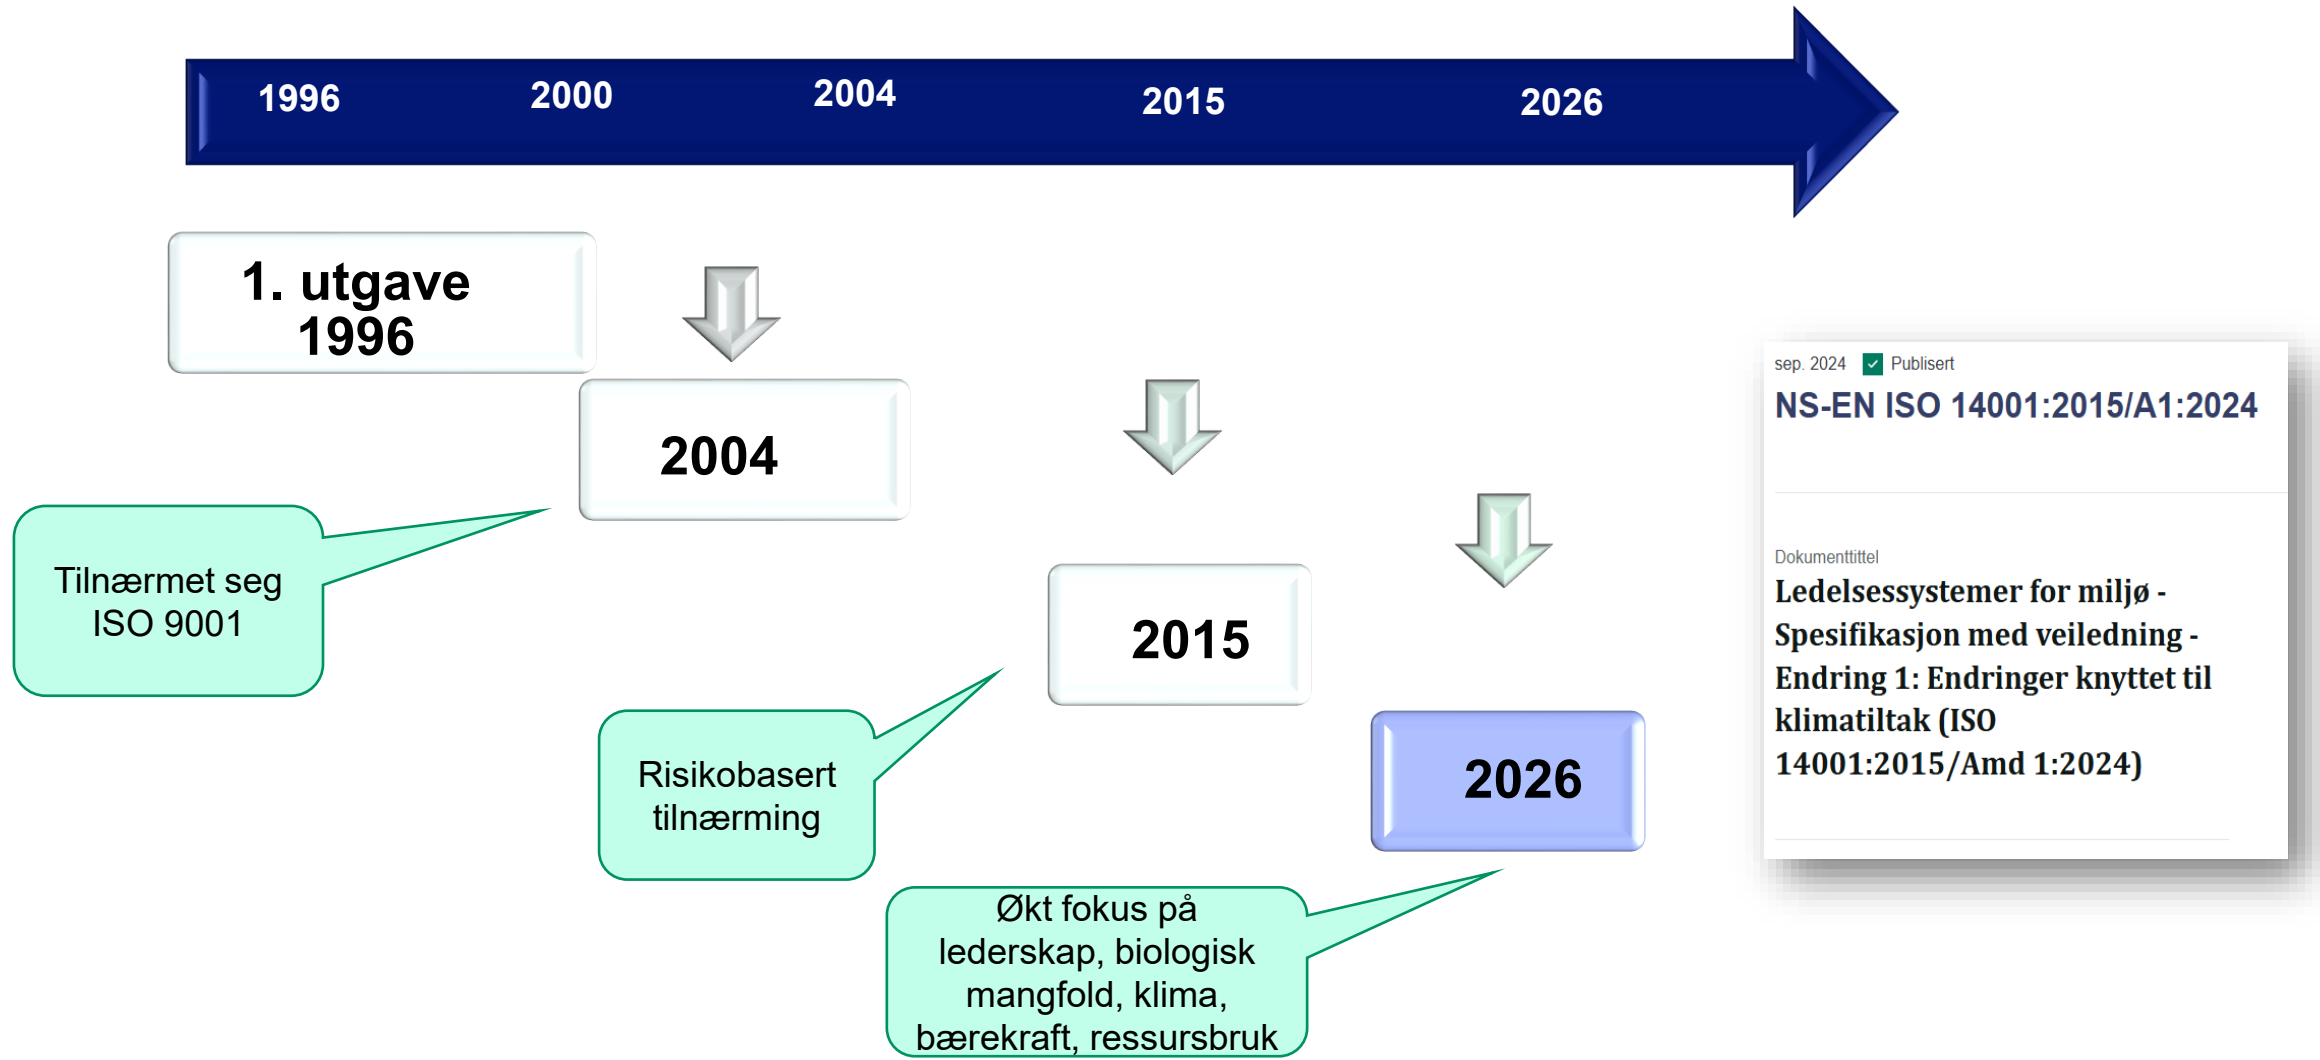 1996
2000
2004
2015
2026
1. utgave
1996
2004
Tilnærmet seg
ISO 9001
2015
Risikobasert
tilnærming
2026
Økt fokus på
lederskap, biologisk
mangfold, klima,
bærekraft, ressursbruk
sep. 2024 Publisert
NS-EN ISO 14001:2015/A1:2024
Dokumenttittel
Ledelsessystemer for miljø -
Spesifikasjon med veiledning -
Endring 1: Endringer knyttet til
klimatiltak (ISO
14001:2015/Amd 1:2024)